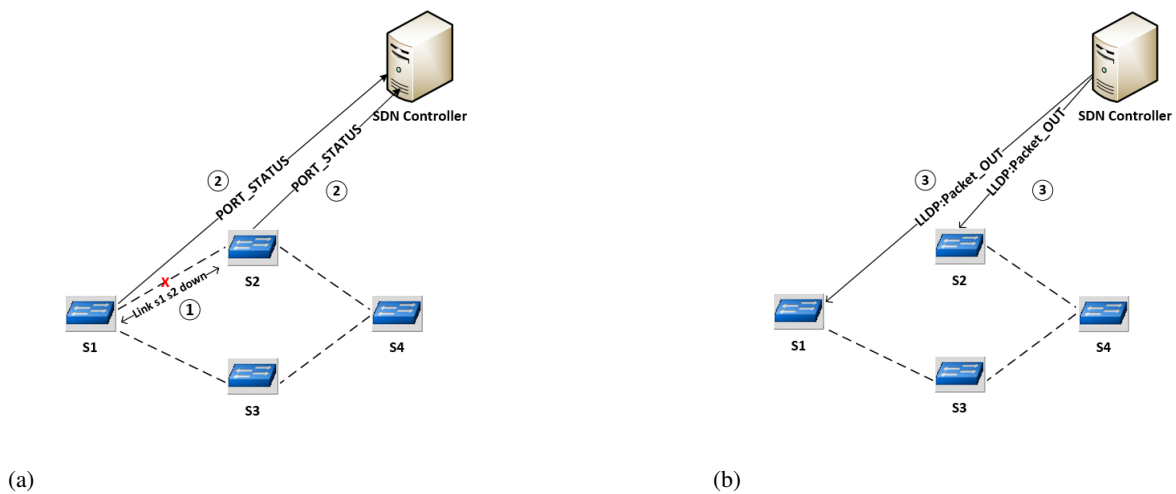 SDN Controller
PORT_STATUS
PORT_STATUS
2
2
S2
Link s1 s2 down
1
S1
S4
S3
(a)
SDN Controller
LLDP:Packet_OUT
LLDP:Packet_OUT
3
3
S2
S1
S4
S3
(b)